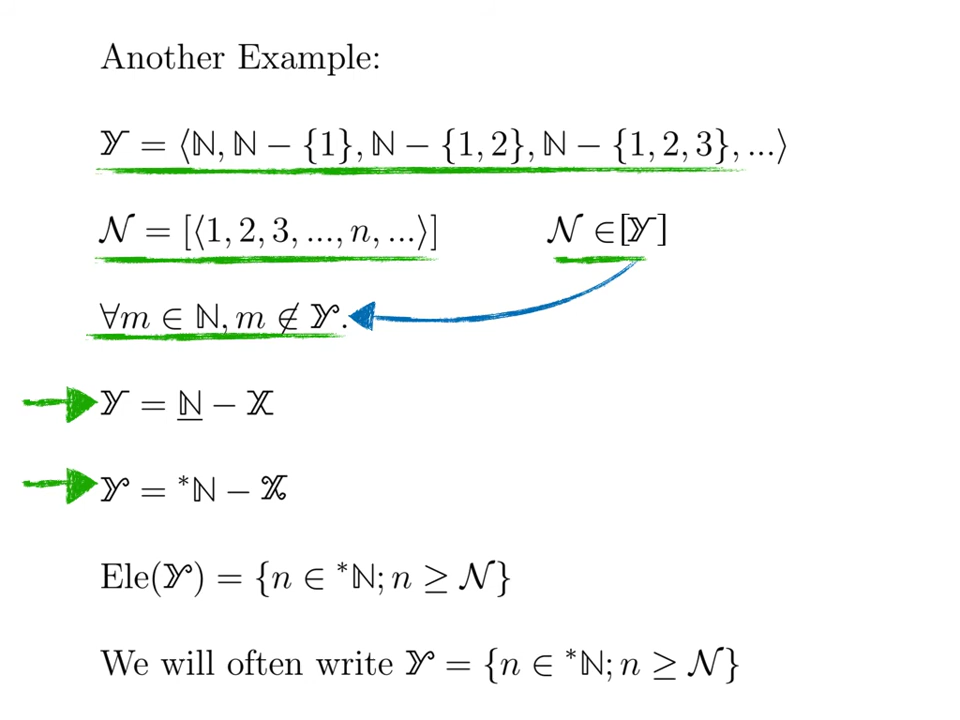 Another Example:
𝕐 = ⟨ℕ, ℕ − {1}, ℕ − {1, 2}, ℕ − {1, 2, 3}, ...⟩
𝒩 = [⟨1, 2, 3, ..., n, ...⟩] 𝒩 ∈[𝕐]
∀m ∈ ℕ, m ∉ 𝕐.
𝕐 = ℕ̲ − 𝕏
𝕐 = *ℕ − 𝕏
Ele(𝕐) = {n ∈ *ℕ; n ≥ 𝒩}
We will often write 𝕐 = {n ∈ *ℕ; n ≥ 𝒩}